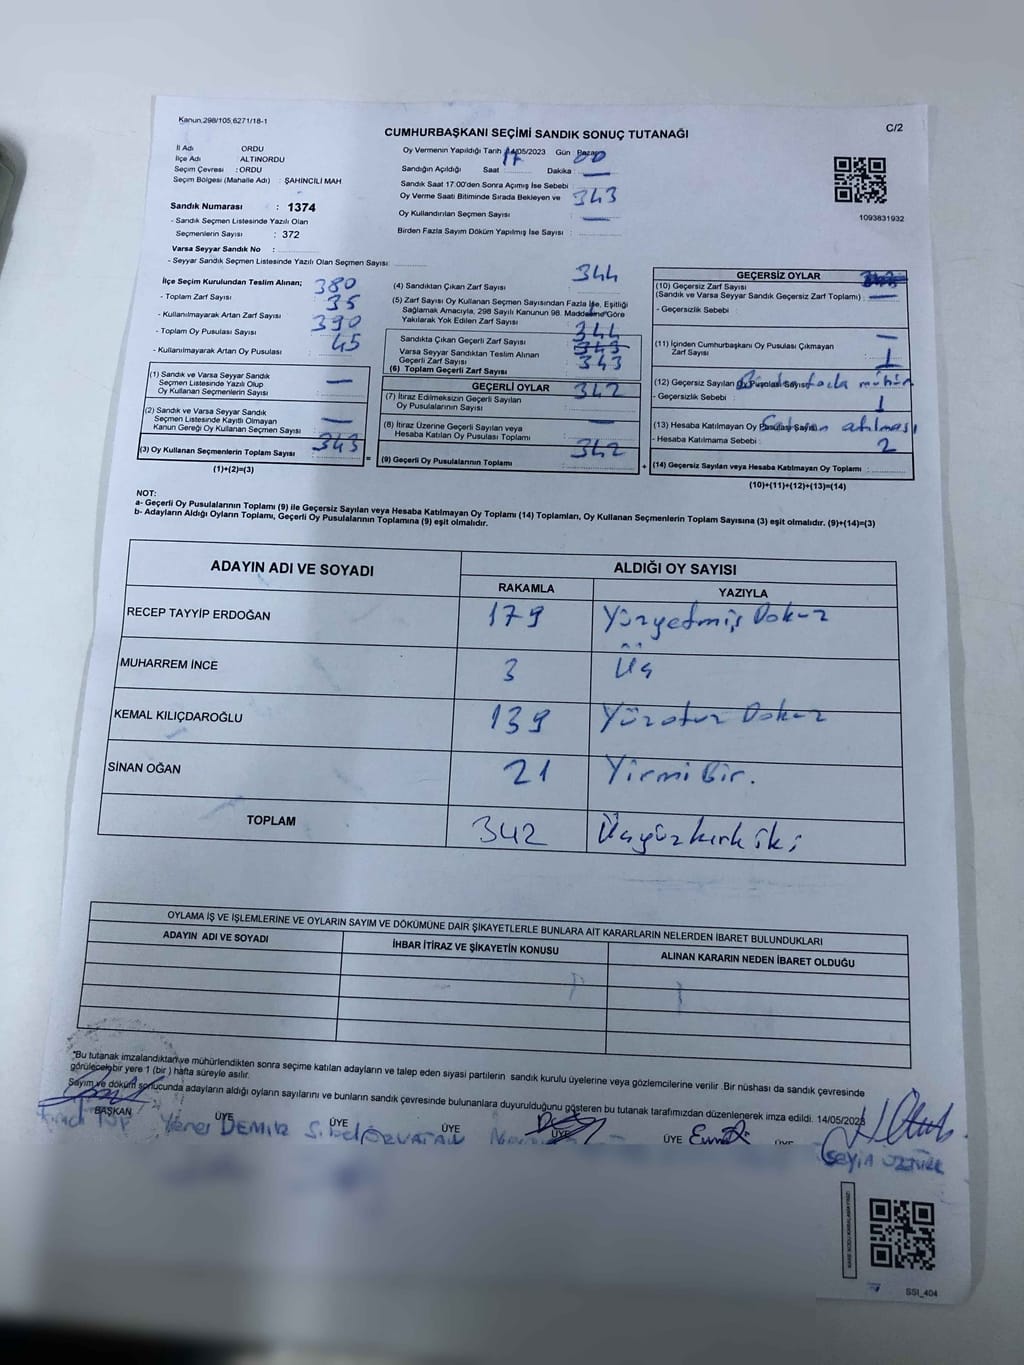 Kanun.298/105,6271/18-1
CUMHURBAŞKANI SEÇİMİ SANDIK SONUÇ TUTANAĞI
C/2
İl Adı ORDU
İlçe Adı ALTINORDU
Seçim Çevresi : ORDU
Seçim Bölgesi (Mahalle Adı) : ŞAHİNCİLİ MAH
Sandık Numarası : 1374
- Sandık Seçmen Listesinde Yazılı Olan
Seçmenlerin Sayısı : 372
Varsa Seyyar Sandık No :
- Seyyar Sandık Seçmen Listesinde Yazılı Olan Seçmen Sayısı:
Oy Vermenin Yapıldığı Tarih 14/05/2023 Gün Pazar
Sandığın Açıldığı Saat 17 Dakika : 00
Sandık Saat 17:00'den Sonra Açımış İse Sebebi
Oy Verme Saati Bitiminde Sırada Bekleyen ve 343
Oy Kullandırılan Seçmen Sayısı
Birden Fazla Sayım Döküm Yapılmış İse Sayısı :
1093831932
İlçe Seçim Kurulundan Teslim Alınan; 380
- Toplam Zarf Sayısı 35
- Kullanılmayarak Artan Zarf Sayısı : 390
- Toplam Oy Pusulası Sayısı 45
- Kullanılmayarak Artan Oy Pusulası :
(1) Sandık ve Varsa Seyyar Sandık
Seçmen Listesinde Yazılı Olup
Oy Kullanan Seçmenlerin Sayısı :
(2) Sandık ve Varsa Seyyar Sandık
Seçmen Listesinde Kayıtlı Olmayan
Kanun Gereği Oy Kullanan Seçmen Sayısı :
(3) Oy Kullanan Seçmenlerin Toplam Sayısı : 343
(1)+(2)=(3)
344
(4) Sandıktan Çıkan Zarf Sayısı :
(5) Zarf Sayısı Oy Kullanan Seçmen Sayısından Fazla İse, Eşitliği
Sağlamak Amacıyla, 298 Sayılı Kanunun 98. Maddesine Göre
Yakılarak Yok Edilen Zarf Sayısı :
344
Sandıkta Çıkan Geçerli Zarf Sayısı : 343
Varsa Seyyar Sandıktan Teslim Alınan
Geçerli Zarf Sayısı : 343
(6) Toplam Geçerli Zarf Sayısı :
GEÇERLİ OYLAR 342
(7) İtiraz Edilmeksizin Geçerli Sayılan
Oy Pusulalarının Sayısı :
(8) İtiraz Üzerine Geçerli Sayılan veya
Hesaba Katılan Oy Pusulası Toplamı : 342
(9) Geçerli Oy Pusulalarının Toplamı :
GEÇERSİZ OYLAR
(10) Geçersiz Zarf Sayısı
(Sandık ve Varsa Seyyar Sandık Geçersiz Zarf Toplamı) :
- Geçersizlik Sebebi :
(11) İçinden Cumhurbaşkanı Oy Pusulası Çıkmayan
Zarf Sayısı : 1
(12) Geçersiz Sayılan Oy Pusulası Sayısı fazla mühür
- Geçersizlik Sebebi : 1
(13) Hesaba Katılmayan Oy Pusulası Sayısı atılması
- Hesaba Katılmama Sebebi : 2
(14) Geçersiz Sayılan veya Hesaba Katılmayan Oy Toplamı :
(10)+(11)+(12)+(13)=(14)
NOT:
a- Geçerli Oy Pusulalarının Toplamı (9) ile Geçersiz Sayılan veya Hesaba Katılmayan Oy Toplamı (14) Toplamları, Oy Kullanan Seçmenlerin Toplam Sayısına (3) eşit olmalıdır. (9)+(14)=(3)
b- Adayların Aldığı Oyların Toplamı, Geçerli Oy Pusulalarının Toplamına (9) eşit olmalıdır.
ADAYIN ADI VE SOYADI
ALDIĞI OY SAYISI
RAKAMLA YAZIYLA
RECEP TAYYİP ERDOĞAN 179 Yüzyetmiş Dokuz
MUHARREM İNCE 3 Üç
KEMAL KILIÇDAROĞLU 139 Yüzotuz Dokuz
SİNAN OĞAN 21 Yirmi Bir.
TOPLAM 342 Üçyüzkırk iki
OYLAMA İŞ VE İŞLEMLERİNE VE OYLARIN SAYIM VE DÖKÜMÜNE DAİR ŞİKAYETLERLE BUNLARA AİT KARARLARIN NELERDEN İBARET BULUNDUKLARI
ADAYIN ADI VE SOYADI İHBAR İTİRAZ VE ŞİKAYETİN KONUSU ALINAN KARARIN NEDEN İBARET OLDUĞU
"Bu tutanak imzalandıktan ve mühürlendikten sonra seçime katılan adayların ve talep eden siyasi partilerin sandık kurulu üyelerine veya gözlemcilerine verilir. Bir nüshası da sandık çevresinde
görülecebilir yere 1 (bir) hafta süreyle asılır.
Sayım ve döküm sonucunda adayların aldığı oyların sayılarını ve bunların sandık çevresinde bulunanlara duyurulduğunu gösteren bu tutanak tarafımızdan düzenlenerek imza edildi. 14/05/2023
BAŞKAN ÜYE ÜYE ÜYE ÜYE ÜYE
Yener DEMİR Sibel
SSI_404